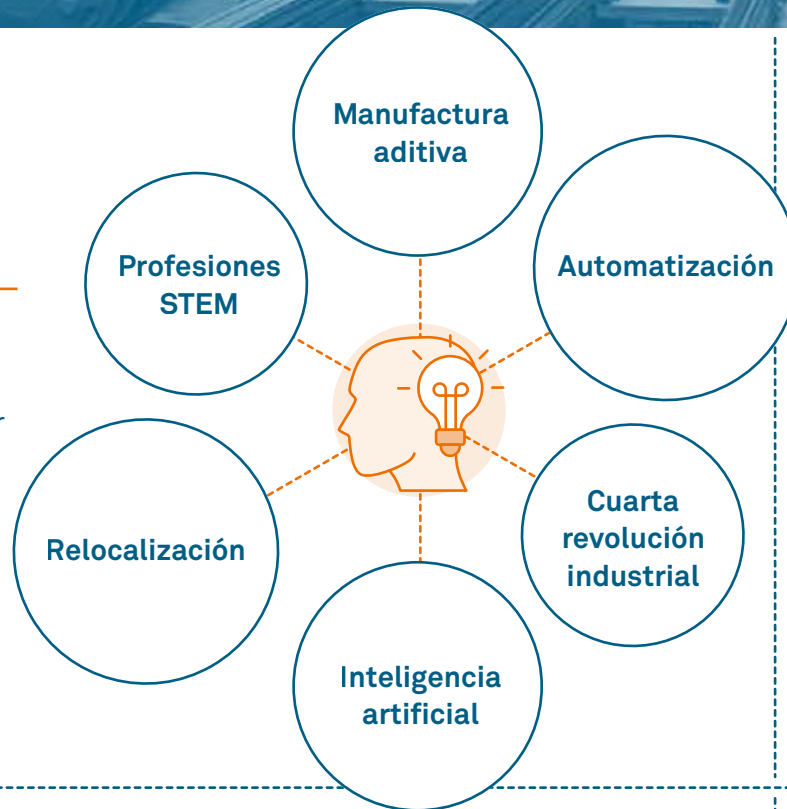 Manufactura
aditiva
Profesiones
STEM
Automatización
Relocalización
Cuarta
revolución
industrial
Inteligencia
artificial